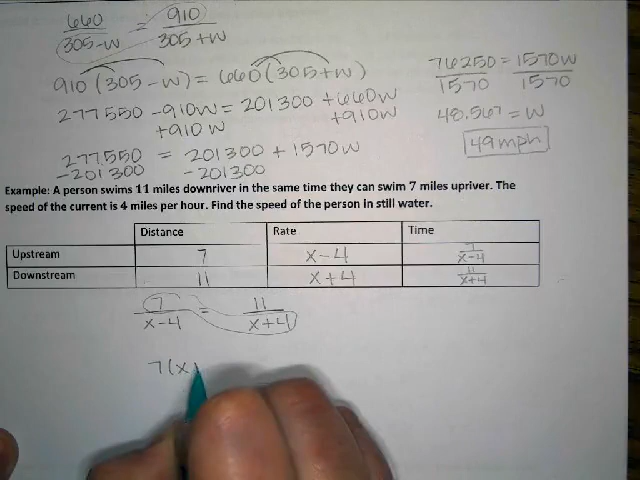 660/305-W = 910/305+W
910(305-W) = 660(305+W)
277550 - 910W = 201300 + 660W
+910W +910W
277550 = 201300 + 1570W
-201300 -201300
76250 = 1570W
1570 1570
48.567 = W
49mph
Example: A person swims 11 miles downriver in the same time they can swim 7 miles upriver. The
speed of the current is 4 miles per hour. Find the speed of the person in still water.
Distance Rate Time
Upstream 7 x-4 7/x-4
Downstream 11 x+4 11/x+4
7/x-4 = 11/x+4
7(x